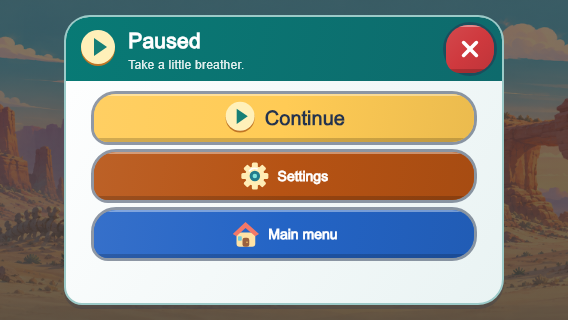 Paused
Take a little breather.
Continue
Settings
Main menu